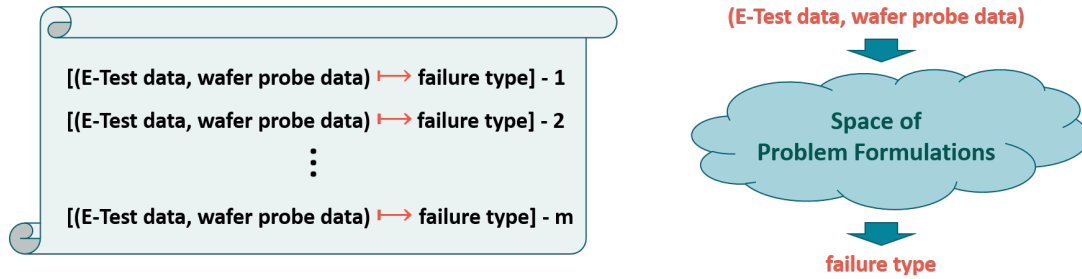 [(E-Test data, wafer probe data) ↦ failure type] - 1
[(E-Test data, wafer probe data) ↦ failure type] - 2
⋮
[(E-Test data, wafer probe data) ↦ failure type] - m
(E-Test data, wafer probe data)
Space of
Problem Formulations
failure type